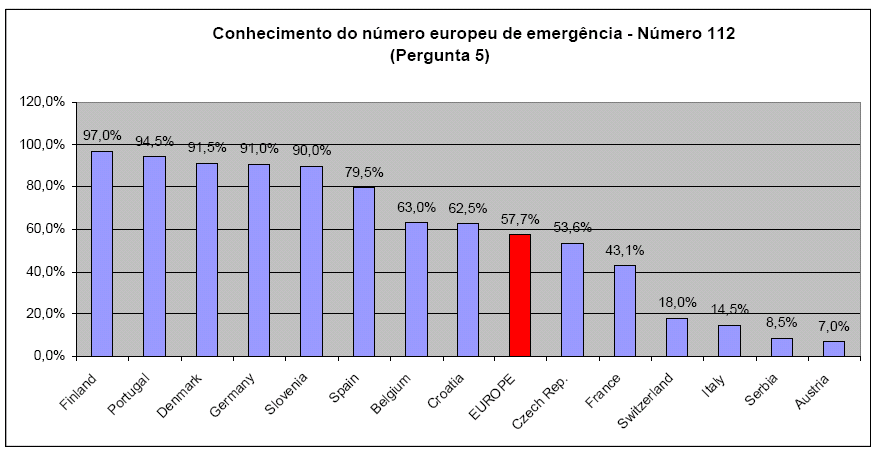 Conhecimento do número europeu de emergência - Número 112
(Pergunta 5)
120,0%
100,0%
80,0%
60,0%
40,0%
20,0%
0,0%
97,0%
94,5%
91,5%
91,0%
90,0%
79,5%
63,0%
62,5%
57,7%
53,6%
43,1%
18,0%
14,5%
8,5%
7,0%
Finland
Portugal
Denmark
Germany
Slovenia
Spain
Belgium
Croatia
EUROPE
Czech Rep.
France
Switzerland
Italy
Serbia
Austria